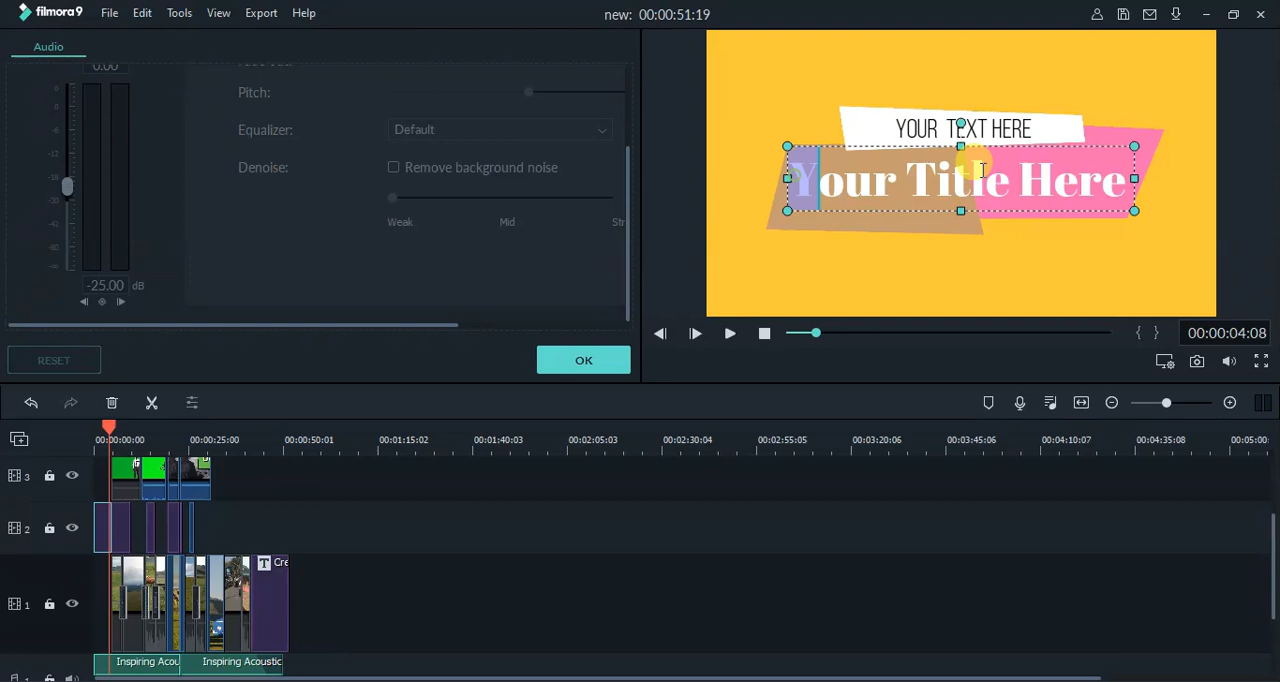 filmora9 File Edit Tools View Export Help new: 00:00:51:19
Audio
0.00
Pitch:
Equalizer: Default
Denoise: Remove background noise
Weak Mid Str
-25.00 dB
RESET OK
YOUR TEXT HERE
Your Title Here
00:00:04:08
00:00:00:00 00:00:25:00 00:00:50:01 00:01:15:02 00:01:40:03 00:02:05:03 00:02:30:04 00:02:55:05 00:03:20:06 00:03:45:06 00:04:10:07 00:04:35:08 00:05:00:
3
2
1
T Cre
Inspiring Acou Inspiring Acoustic
1